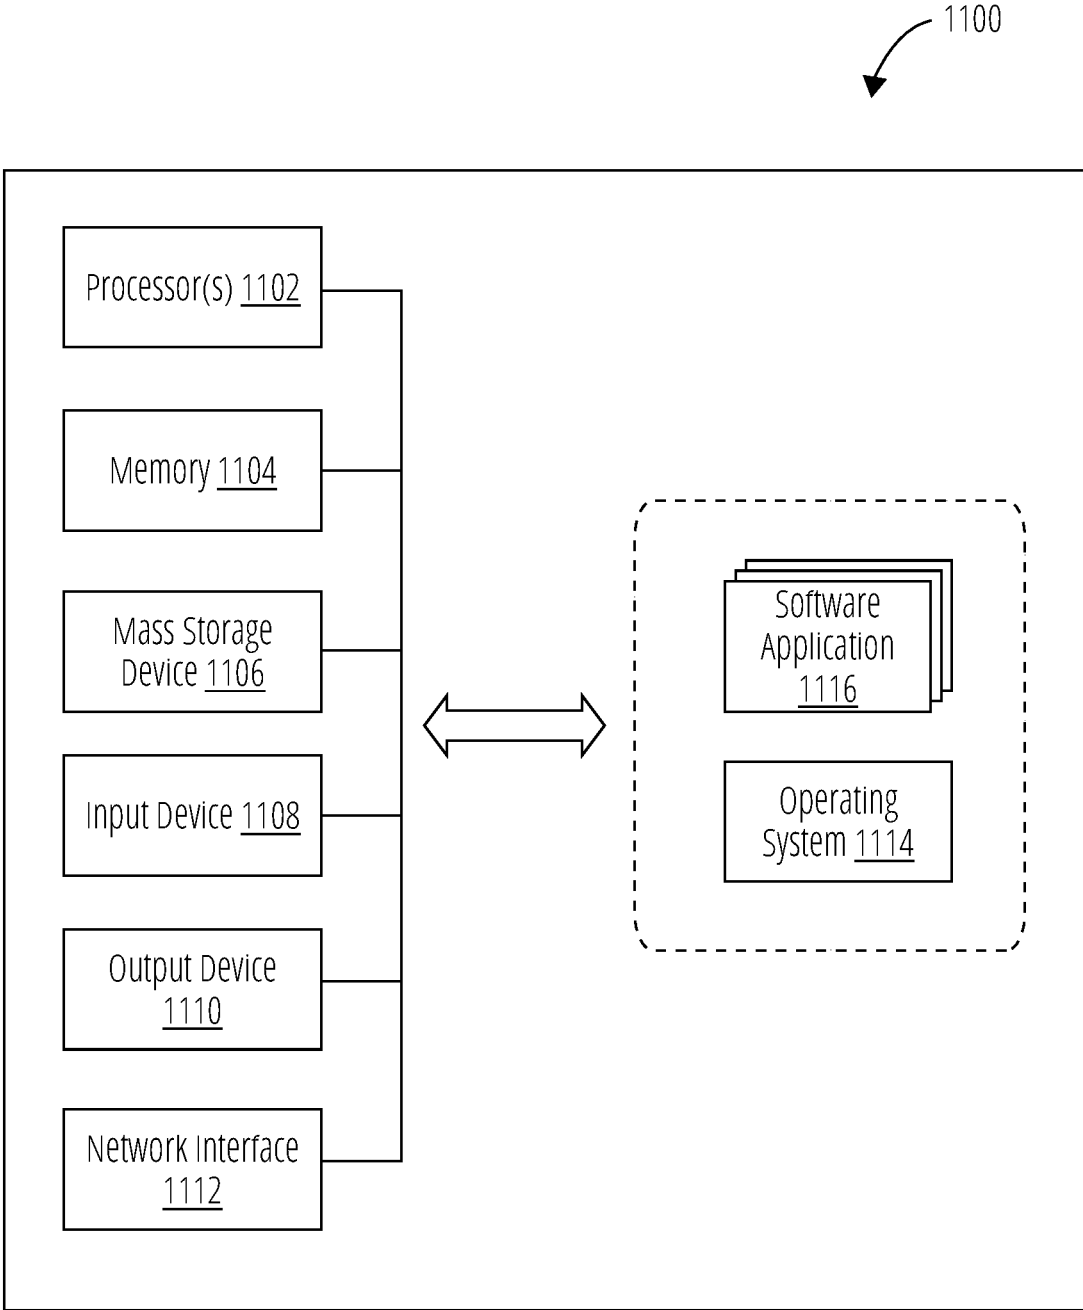 1100
Processor(s) 1102
Memory 1104
Mass Storage
Device 1106
Input Device 1108
Output Device
1110
Network Interface
1112
Software
Application
1116
Operating
System 1114